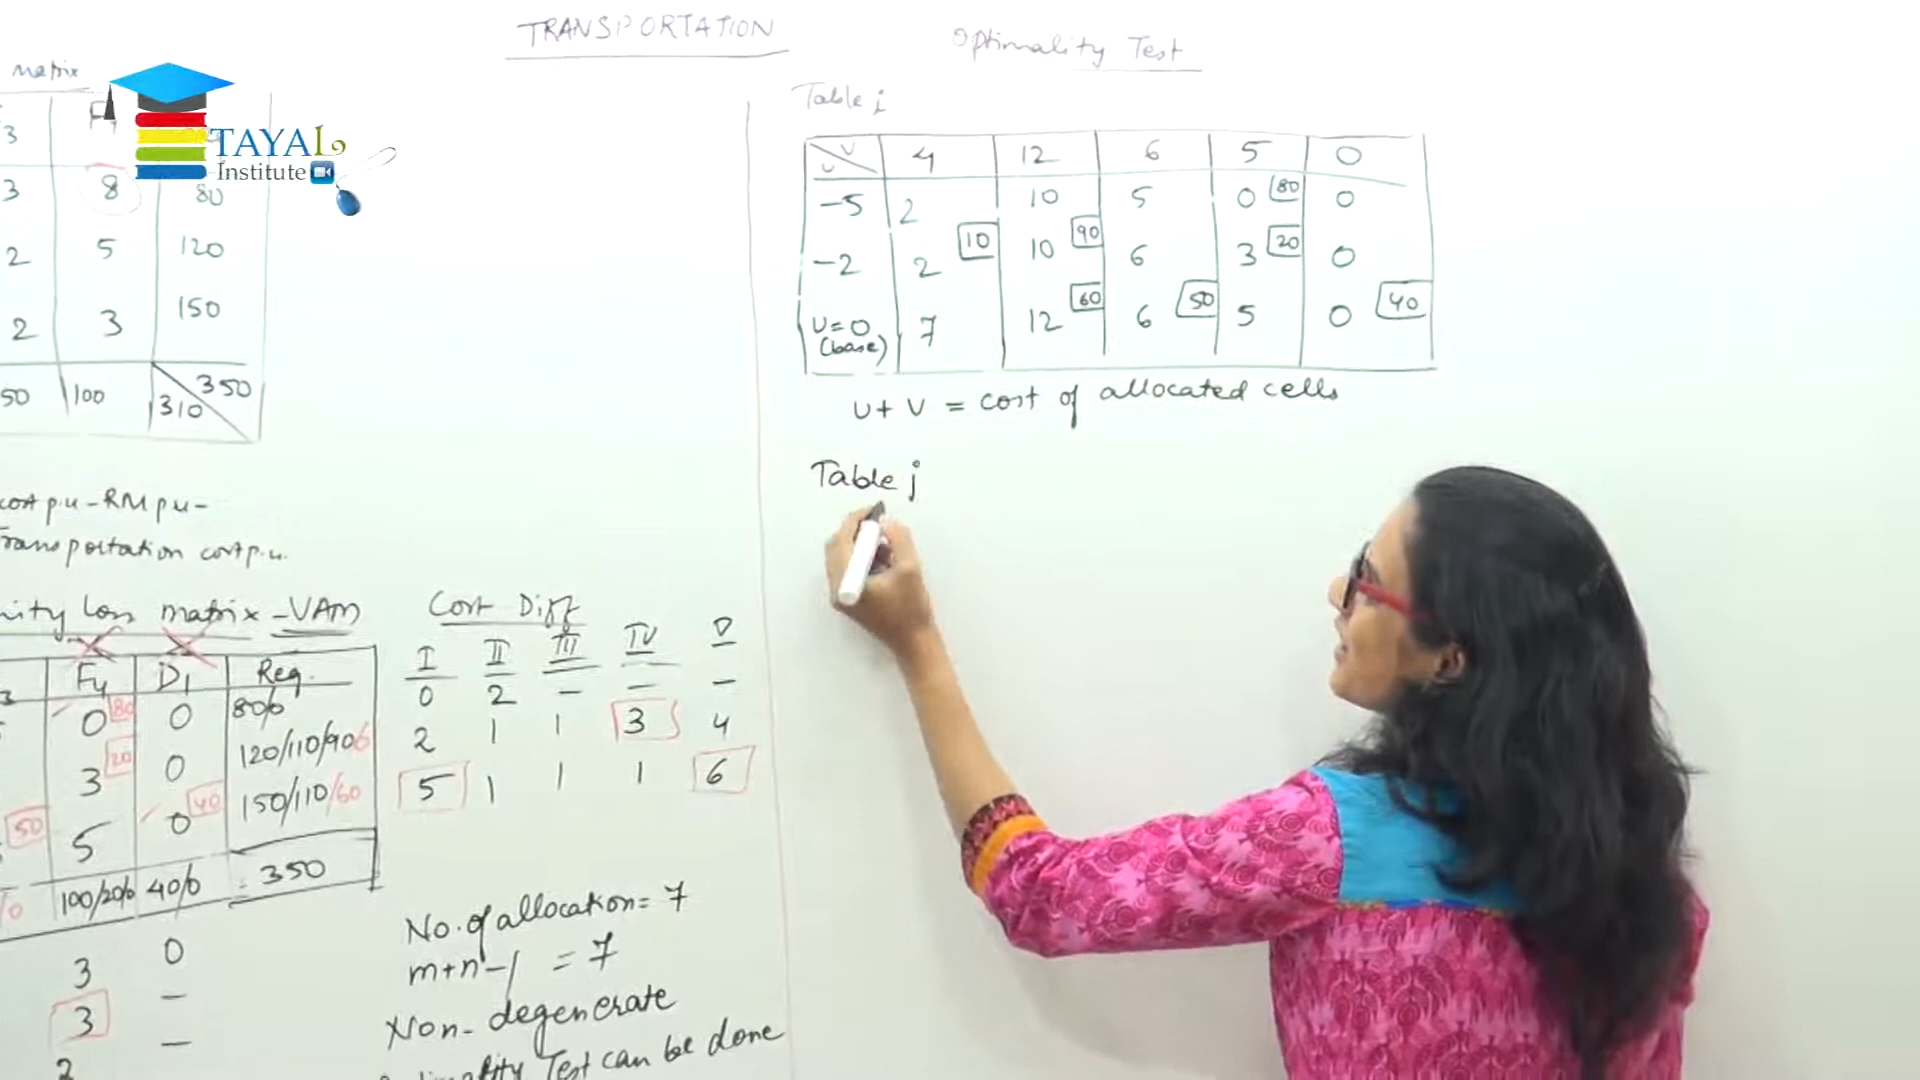 TRANSPORTATION
Optimality Test
matrix
TAYAL
Institute
3
3 8 80
2 5 120
2 3 150
50 100 310 350
cost p.u - RM p.u -
Transportation cost p.u.
Loss matrix - VAM
F4 D1 Req.
0 80 0 80/0
3 20 0 120/110/90
50 5 0 40 150/110/60
100/20/0 40/0 350
3 0
3 —
2 —
Cost Diff
I II III IV V
0 2 — — —
2 1 1 3 4
5 1 1 1 6
No. of allocation = 7
m+n-1 = 7
Non-degenerate
Test can be done
Table i
U V 4 12 6 5 0
-5 2 10 5 0 80 0
-2 2 10 10 90 6 3 20 0
U=0 (base) 7 12 60 6 50 5 0 40
U + V = cost of allocated cells
Table j